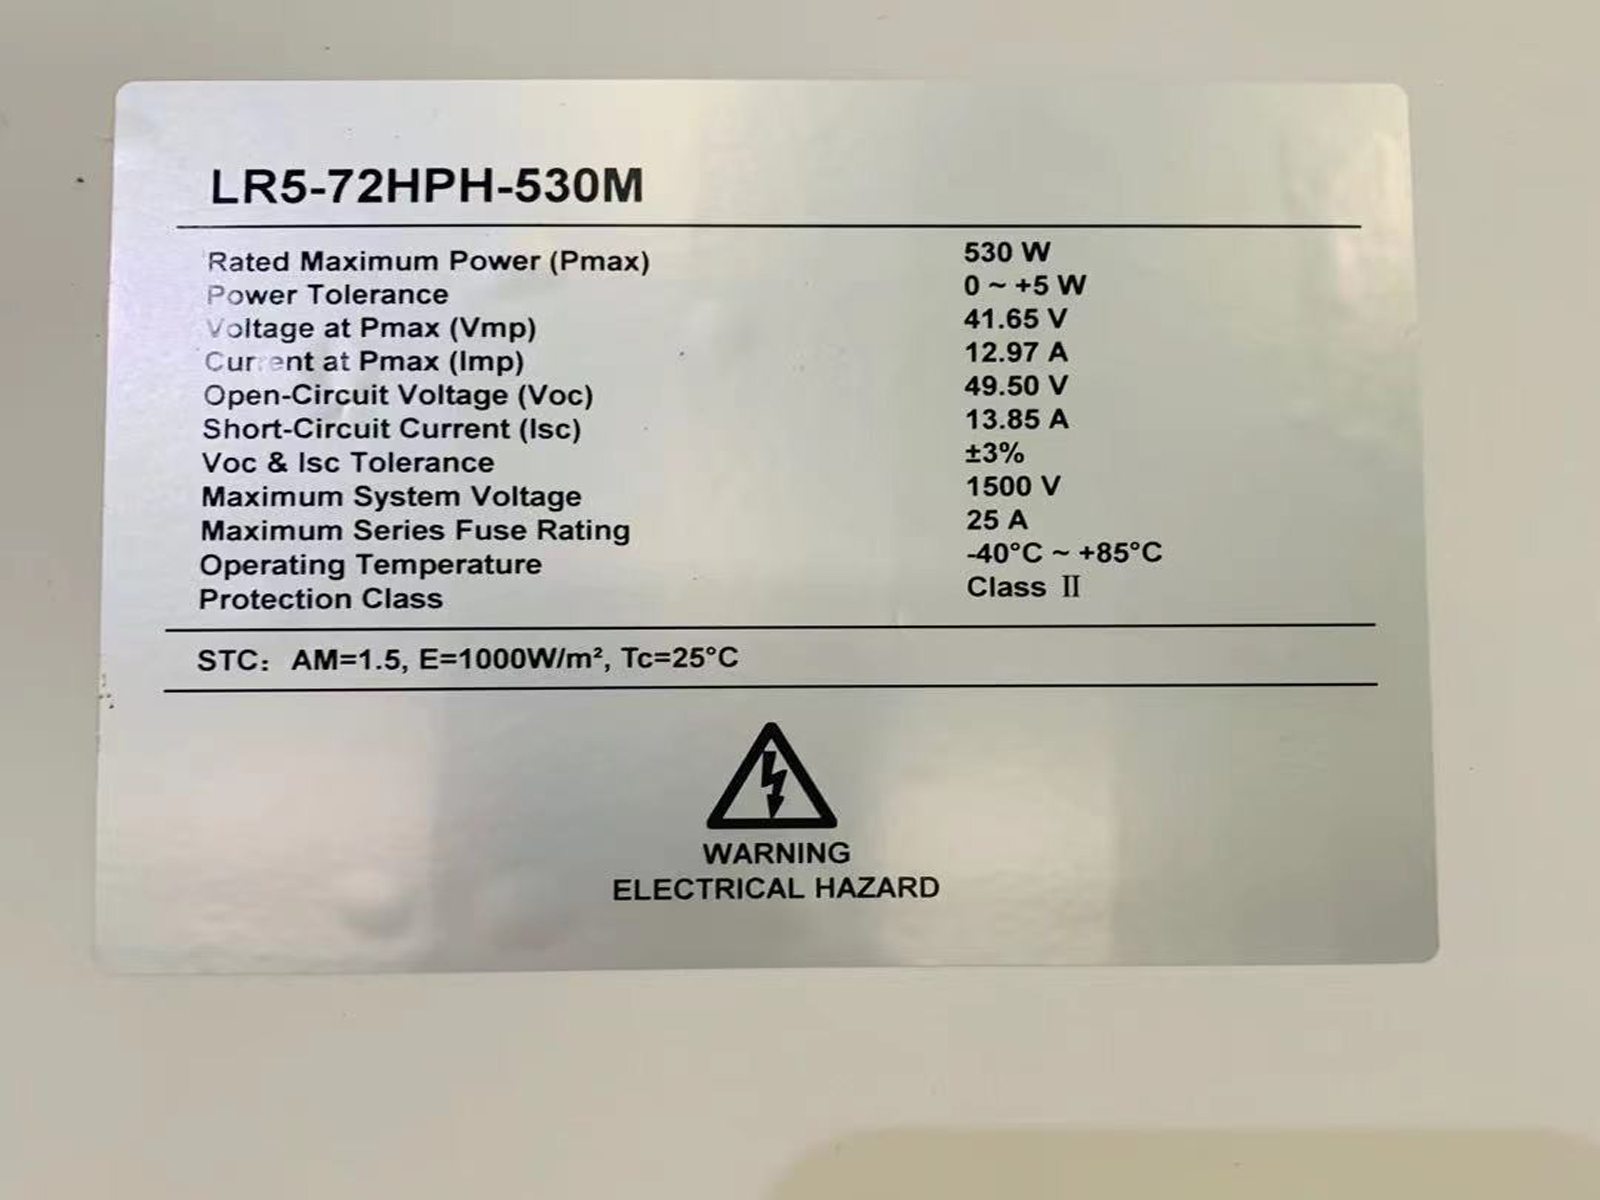 LR5-72HPH-530M
Rated Maximum Power (Pmax) 530 W
Power Tolerance 0 ~ +5 W
Voltage at Pmax (Vmp) 41.65 V
Current at Pmax (Imp) 12.97 A
Open-Circuit Voltage (Voc) 49.50 V
Short-Circuit Current (Isc) 13.85 A
Voc & Isc Tolerance ±3%
Maximum System Voltage 1500 V
Maximum Series Fuse Rating 25 A
Operating Temperature -40°C ~ +85°C
Protection Class Class II
STC: AM=1.5, E=1000W/m², Tc=25°C
WARNING
ELECTRICAL HAZARD